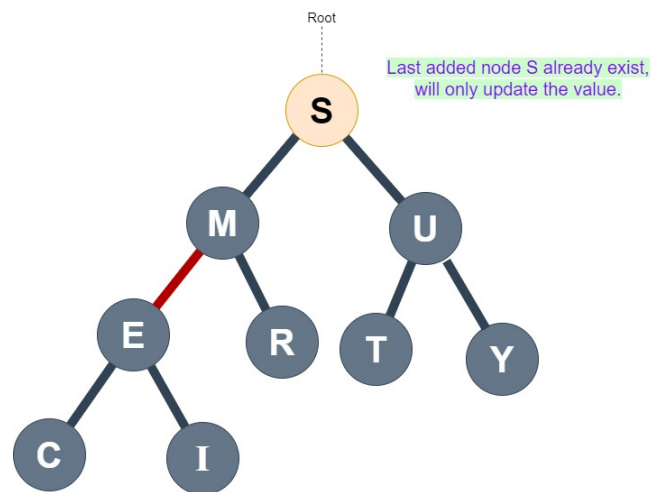 Root
Last added node S already exist,
will only update the value.
S
M
U
E
R
T
Y
C
I